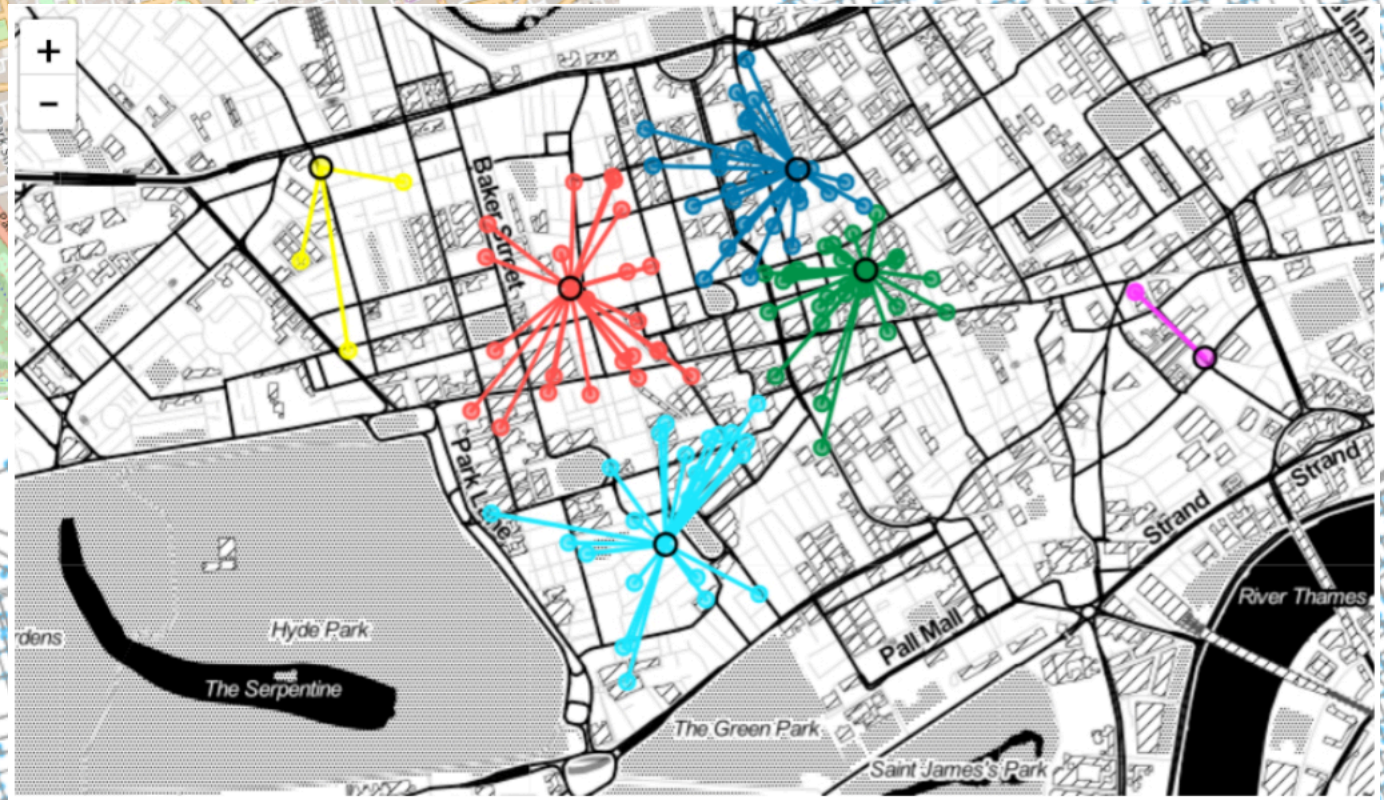 +
−
Inn
Baker Street
Park Lane
Strand
Strand
River Thames
rdens
Hyde Park
Pall Mall
The Serpentine
The Green Park
Saint James's Park